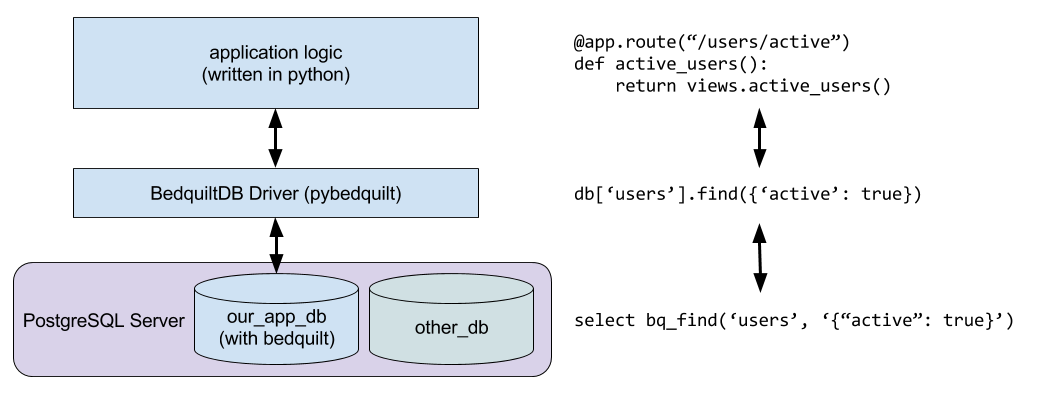 application logic
(written in python)
@app.route(“/users/active”)
def active_users():
    return views.active_users()
BedquiltDB Driver (pybedquilt)
db[‘users’].find({‘active’: true})
PostgreSQL Server
our_app_db
(with bedquilt)
other_db
select bq_find(‘users’, ‘{“active”: true}’)